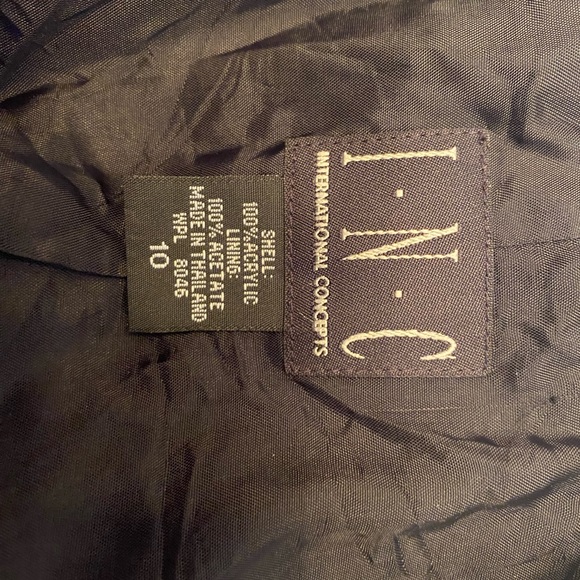 I·N·C
INTERNATIONAL CONCEPTS
SHELL:
100% ACRYLIC
LINING:
100% ACETATE
MADE IN THAILAND
WPL 8046
10